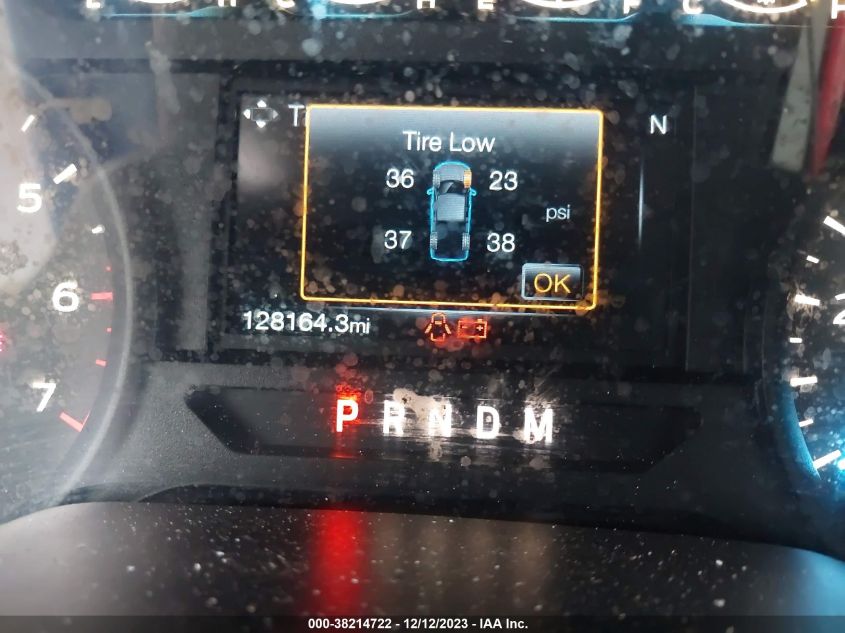 E H C H E F C H
T N
Tire Low
36 23
psi
37 38
OK
128164.3mi
5
6
7
2
P R N D M
000-38214722 - 12/12/2023 - IAA Inc.